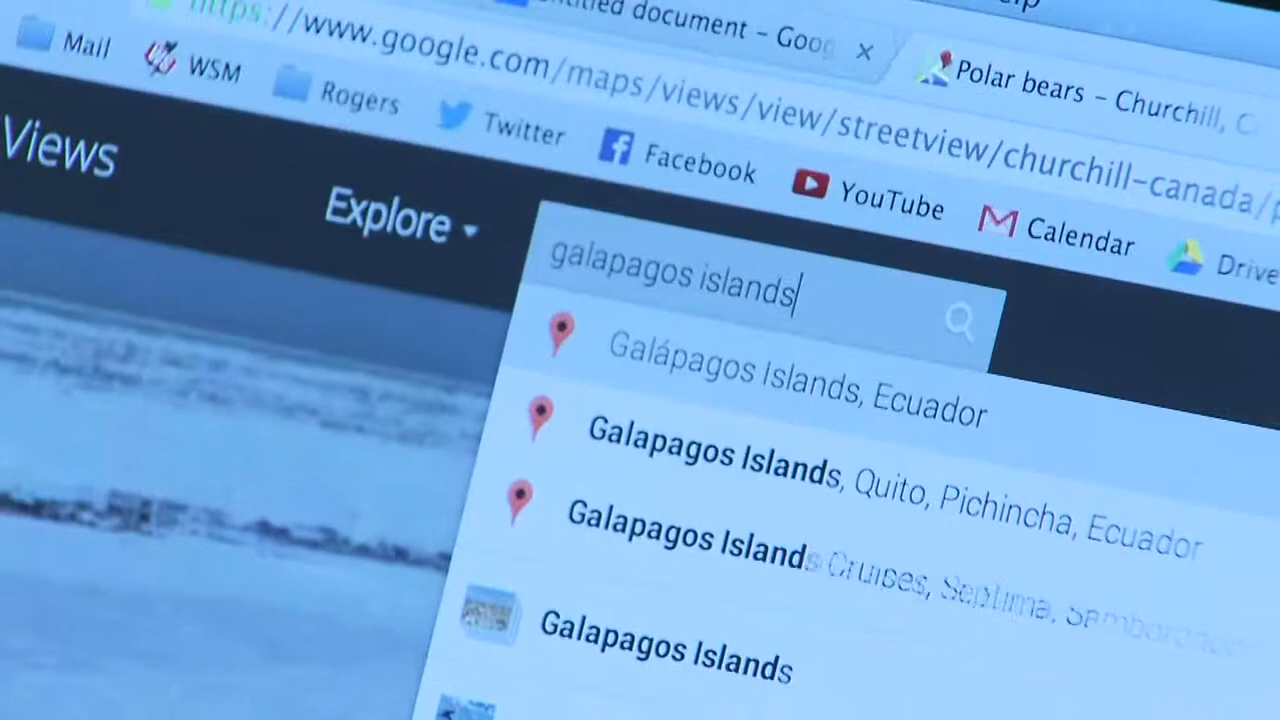 document – Goog
Polar bears – Churchill, C
https://www.google.com/maps/views/view/streetview/churchill-canada/p
Mail
WSM
Rogers
Twitter
Facebook
YouTube
Calendar
Drive
Views
Explore
galapagos islands
Galápagos Islands, Ecuador
Galapagos Islands, Quito, Pichincha, Ecuador
Galapagos Islands Cruises, Septima,
Galapagos Islands